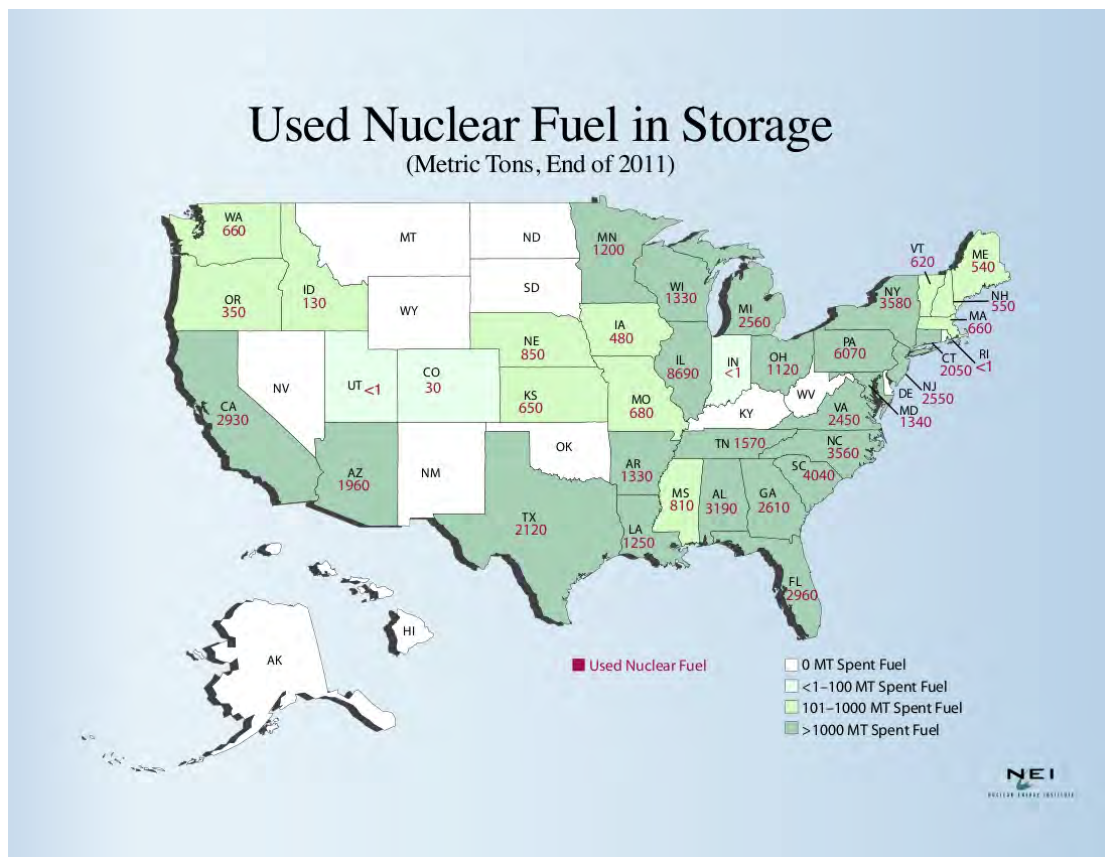 Used Nuclear Fuel in Storage
(Metric Tons, End of 2011)
WA
660
MT
ND
MN
1200
VT
620
ME
540
OR
350
ID
130
SD
WI
1330
MI
2560
NY
3580
NH
550
WY
MA
660
NE
850
IA
480
PA
6070
RI
<1
CT
2050
NV
UT <1
CO
30
IL
8690
IN
<1
OH
1120
NJ
2550
DE
MD
1340
CA
2930
KS
650
MO
680
KY
WV
VA
2450
AZ
1960
NM
OK
TN 1570
NC
3560
AR
1330
SC
4040
MS
810
AL
3190
GA
2610
TX
2120
LA
1250
FL
2960
HI
AK
Used Nuclear Fuel
0 MT Spent Fuel
<1–100 MT Spent Fuel
101–1000 MT Spent Fuel
>1000 MT Spent Fuel
NEI
NUCLEAR ENERGY INSTITUTE